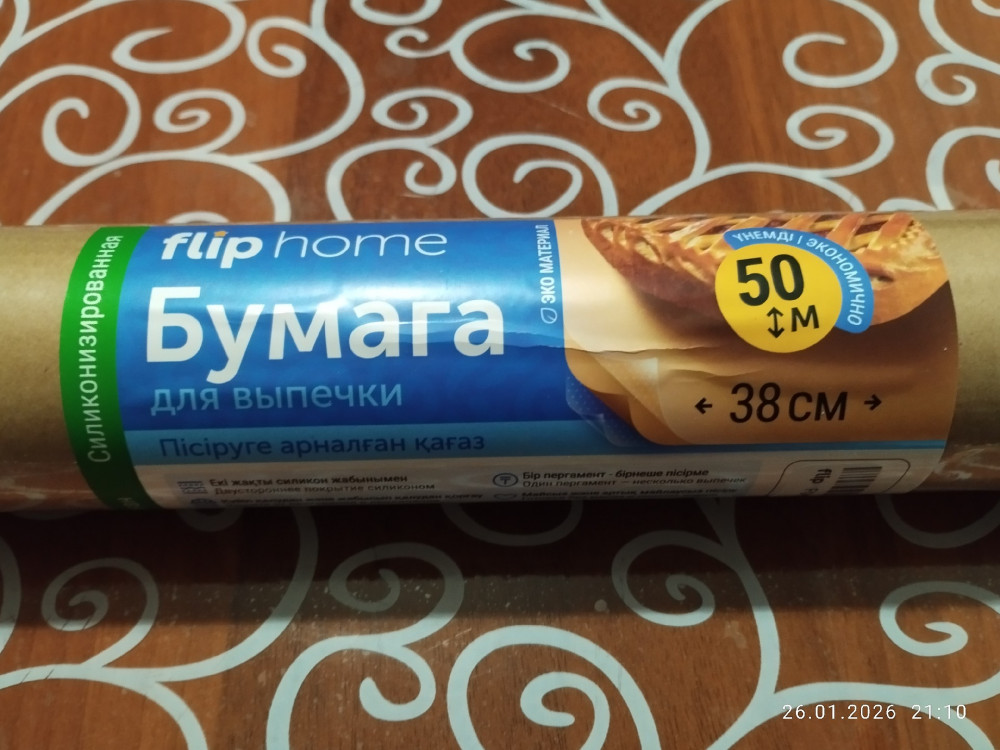 Силиконизированная
flip home
Бумага
для выпечки
Пісіруге арналған қағаз
ЭКО МАТЕРИАЛ
ҮНЕМДІ I ЭКОНОМИЧНО
50
М
38 СМ
Екі жақты силикон жабынымен
Двустороннее покрытие силиконом
Бір пергамент - бірнеше пісірме
Один пергамент — несколько выпечек
flip
26.01.2026 21:10